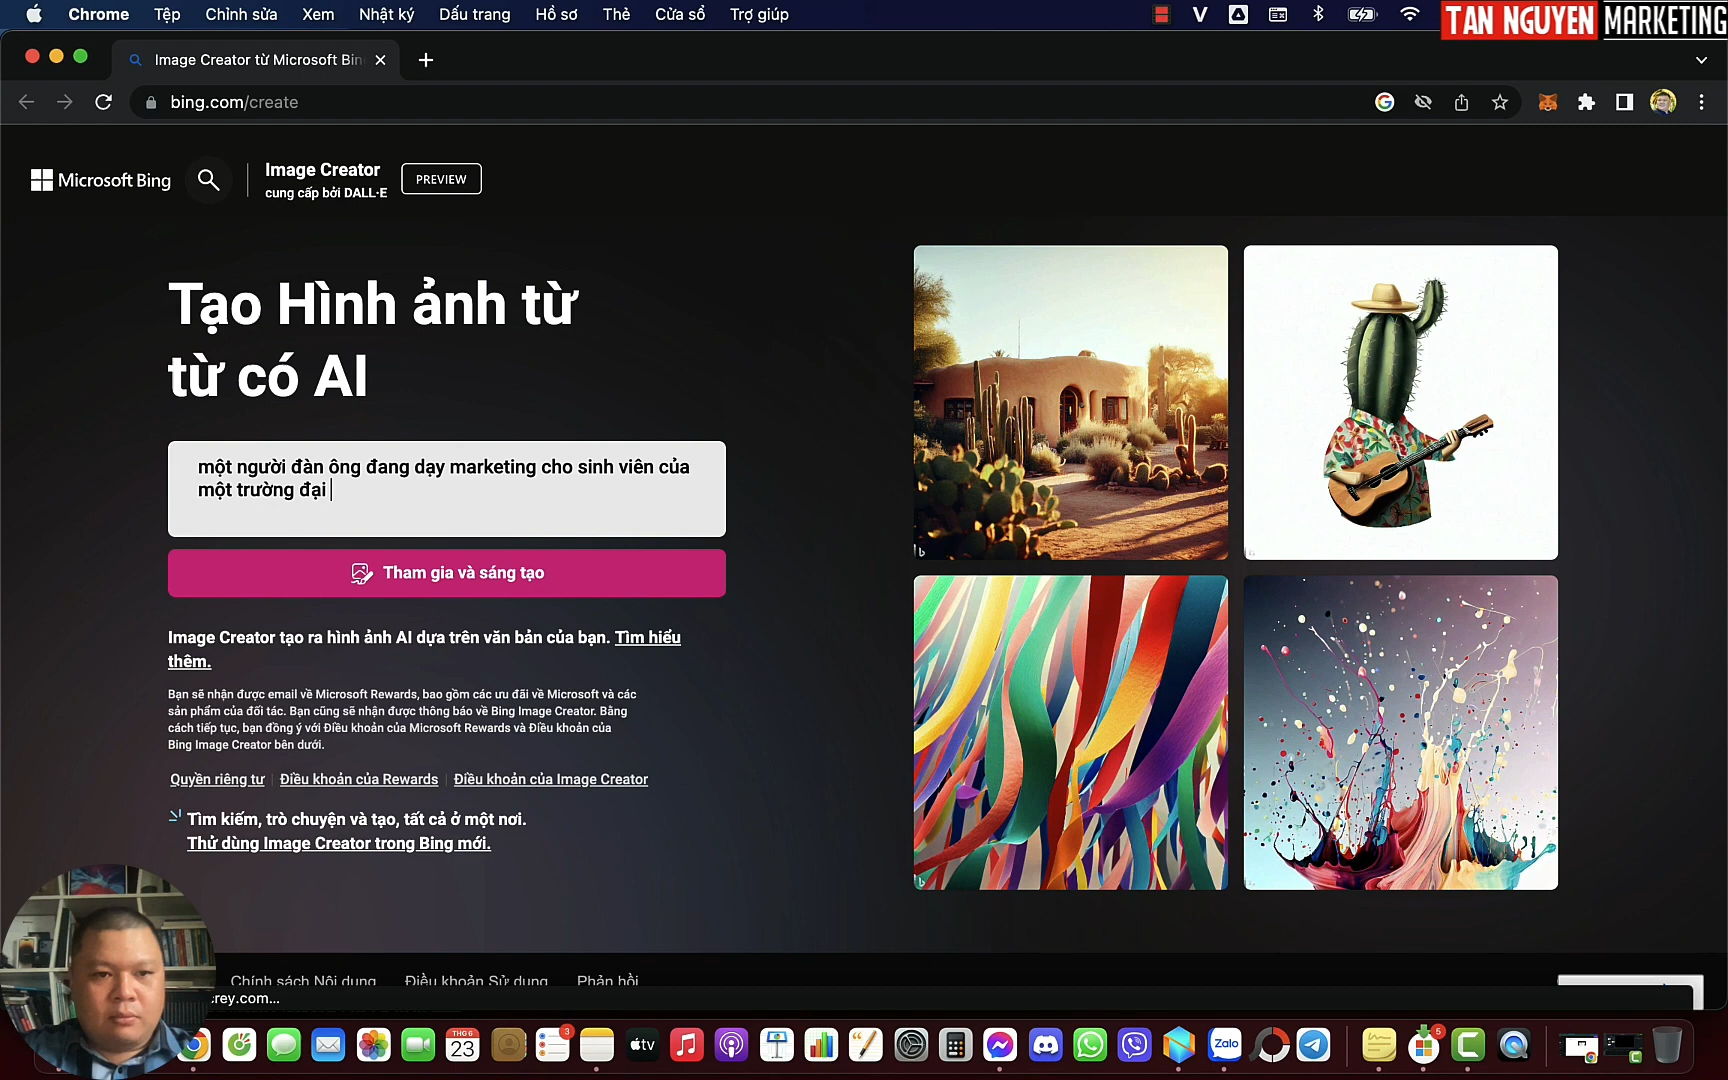 Chrome Tệp Chỉnh sửa Xem Nhật ký Dấu trang Hồ sơ Thẻ Cửa sổ Trợ giúp
TAN NGUYEN MARKETING
Image Creator từ Microsoft Bin
bing.com/create
Microsoft Bing
Image Creator
cung cấp bởi DALL·E
PREVIEW
Tạo Hình ảnh từ
từ có AI
một người đàn ông đang dạy marketing cho sinh viên của
một trường đại
Tham gia và sáng tạo
Image Creator tạo ra hình ảnh AI dựa trên văn bản của bạn. Tìm hiểu
thêm.
Bạn sẽ nhận được email về Microsoft Rewards, bao gồm các ưu đãi về Microsoft và các
sản phẩm của đối tác. Bạn cũng sẽ nhận được thông báo về Bing Image Creator. Bằng
cách tiếp tục, bạn đồng ý với Điều khoản của Microsoft Rewards và Điều khoản của
Bing Image Creator bên dưới.
Quyền riêng tư Điều khoản của Rewards Điều khoản của Image Creator
Tìm kiếm, trò chuyện và tạo, tất cả ở một nơi.
Thử dùng Image Creator trong Bing mới.
Chính sách Nội dung Điều khoản Sử dụng Phản hồi
crey.com...
THG 6
23
3
tv
Zalo
5